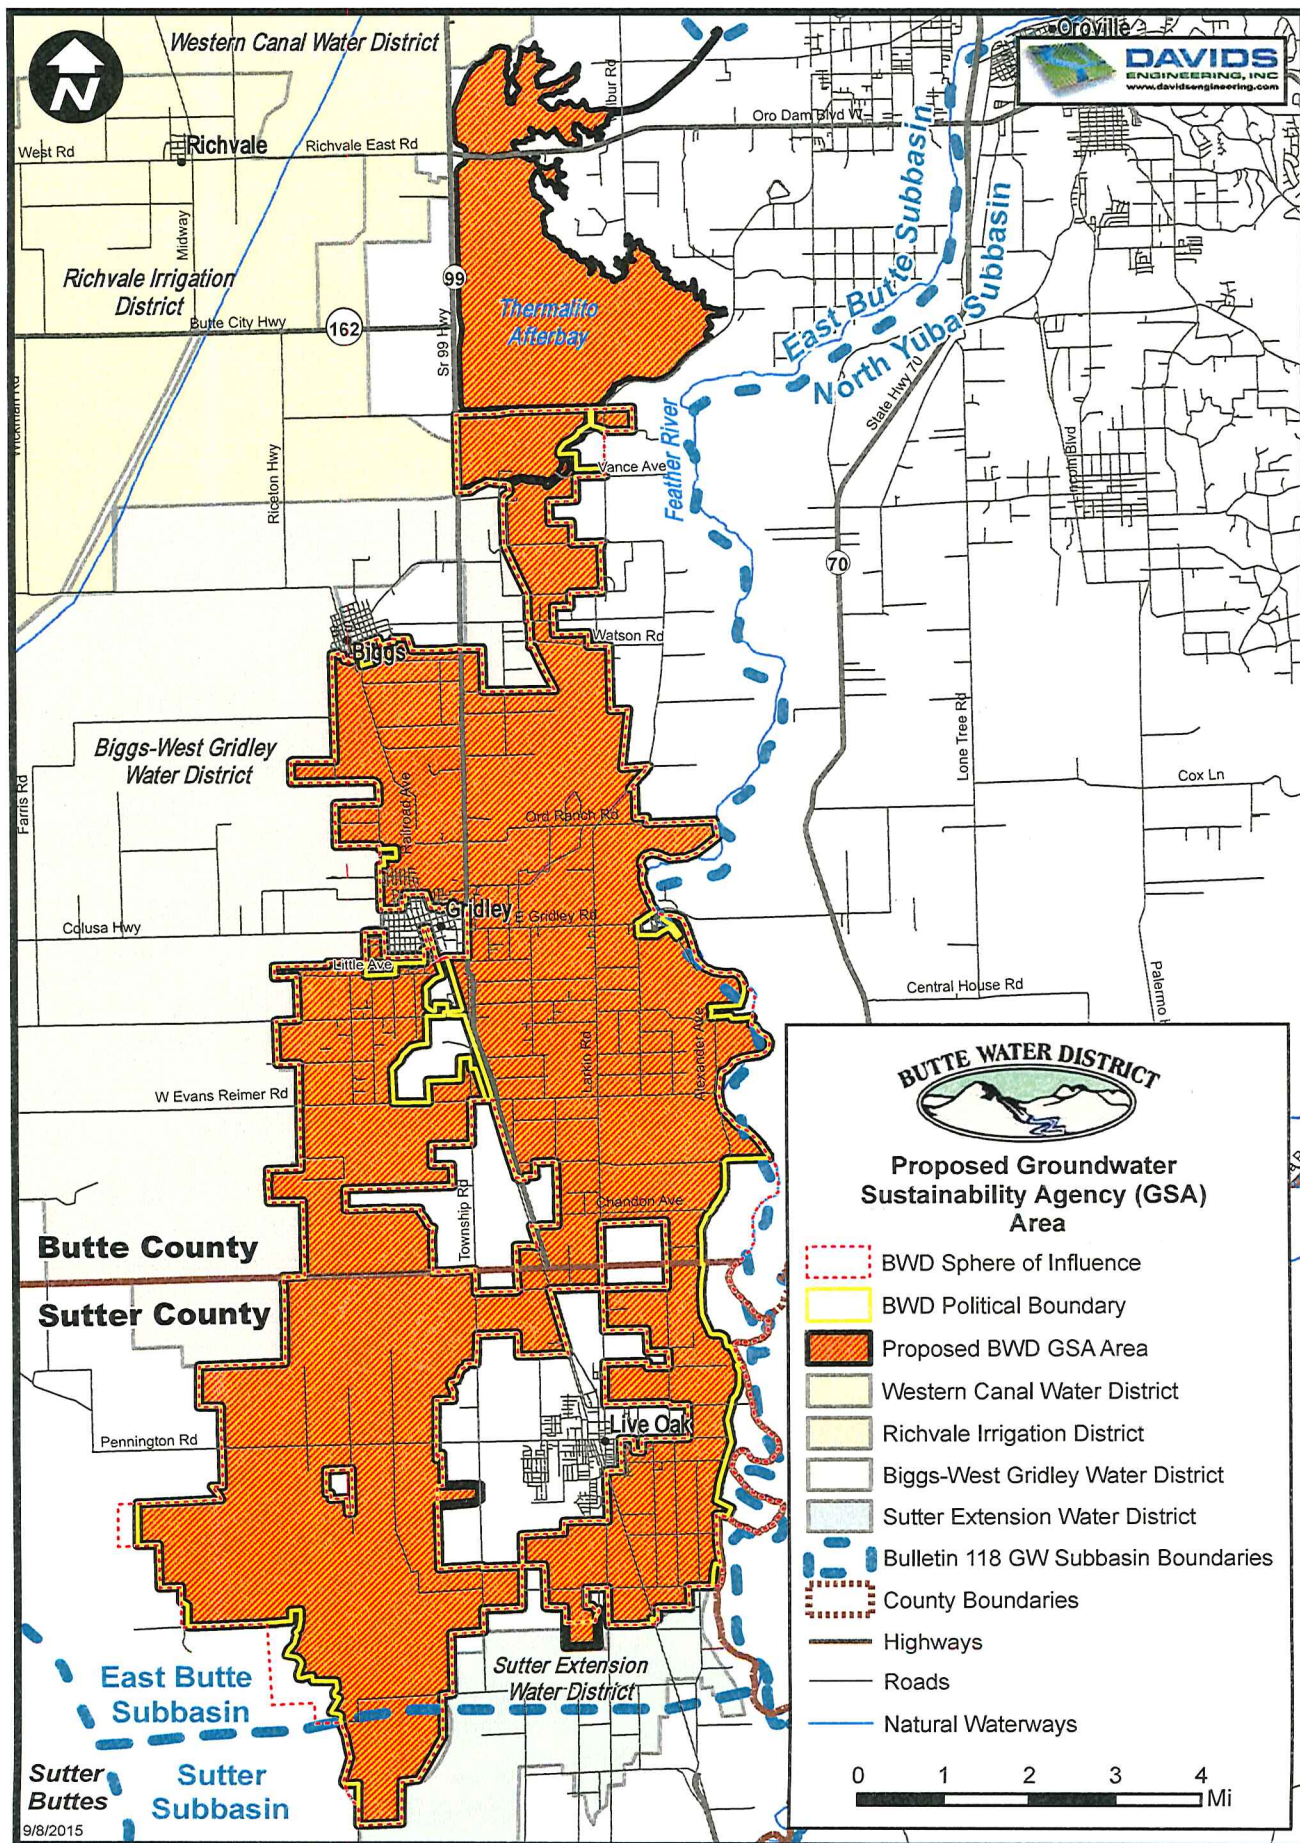 Western Canal Water District
Oroville
DAVIDS
ENGINEERING, INC
www.davidsengineering.com
N
Oro Dam Blvd W
West Rd
Richvale
Richvale East Rd
Midway
East Butte Subbasin
North Yuba Subbasin
Richvale Irrigation
District
99
Butte City Hwy
162
Sr 99 Hwy
Thermalito
Afterbay
State Hwy 70
Feather River
Riceton Hwy
Vance Ave
70
Watson Rd
Biggs
Lone Tree Rd
Biggs-West Gridley
Water District
Cox Ln
Farris Rd
Railroad Ave
Ord Ranch Rd
Gridley
E Gridley Rd
Colusa Hwy
Little Ave
Central House Rd
Palermo
Larkin Rd
Alexander Ave
W Evans Reimer Rd
Township Rd
Chandon Ave
Butte County
Sutter County
Live Oak
Pennington Rd
Sutter Extension
Water District
East Butte
Subbasin
Sutter
Buttes
Sutter
Subbasin
9/8/2015
BUTTE WATER DISTRICT
Proposed Groundwater
Sustainability Agency (GSA)
Area
BWD Sphere of Influence
BWD Political Boundary
Proposed BWD GSA Area
Western Canal Water District
Richvale Irrigation District
Biggs-West Gridley Water District
Sutter Extension Water District
Bulletin 118 GW Subbasin Boundaries
County Boundaries
Highways
Roads
Natural Waterways
0 1 2 3 4
Mi